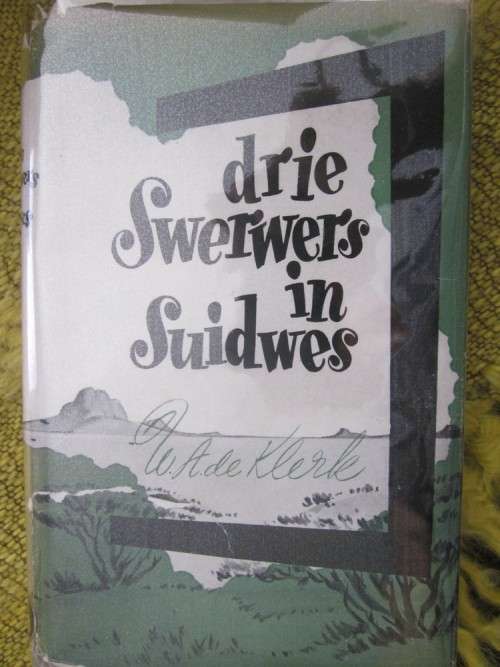 drie
Swerwers
in
Suidwes
W.A. de Klerk